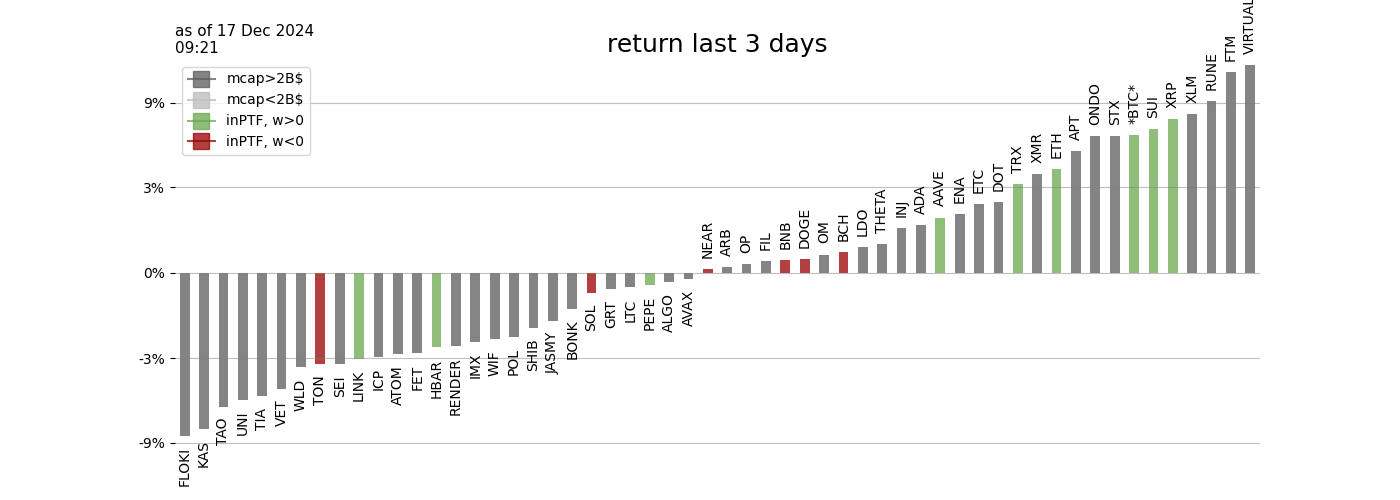 as of 17 Dec 2024
09:21
return last 3 days
mcap>2B$
mcap<2B$
inPTF, w>0
inPTF, w<0
9%
3%
0%
-3%
-9%
FLOKI
KAS
TAO
UNI
TIA
VET
WLD
TON
SEI
LINK
ICP
ATOM
FET
HBAR
RENDER
IMX
WIF
POL
SHIB
JASMY
BONK
SOL
GRT
LTC
PEPE
ALGO
AVAX
NEAR
ARB
OP
FIL
BNB
DOGE
OM
BCH
LDO
THETA
INJ
ADA
AAVE
ENA
ETC
DOT
TRX
XMR
ETH
APT
ONDO
STX
*BTC*
SUI
XRP
XLM
RUNE
FTM
VIRTUAL